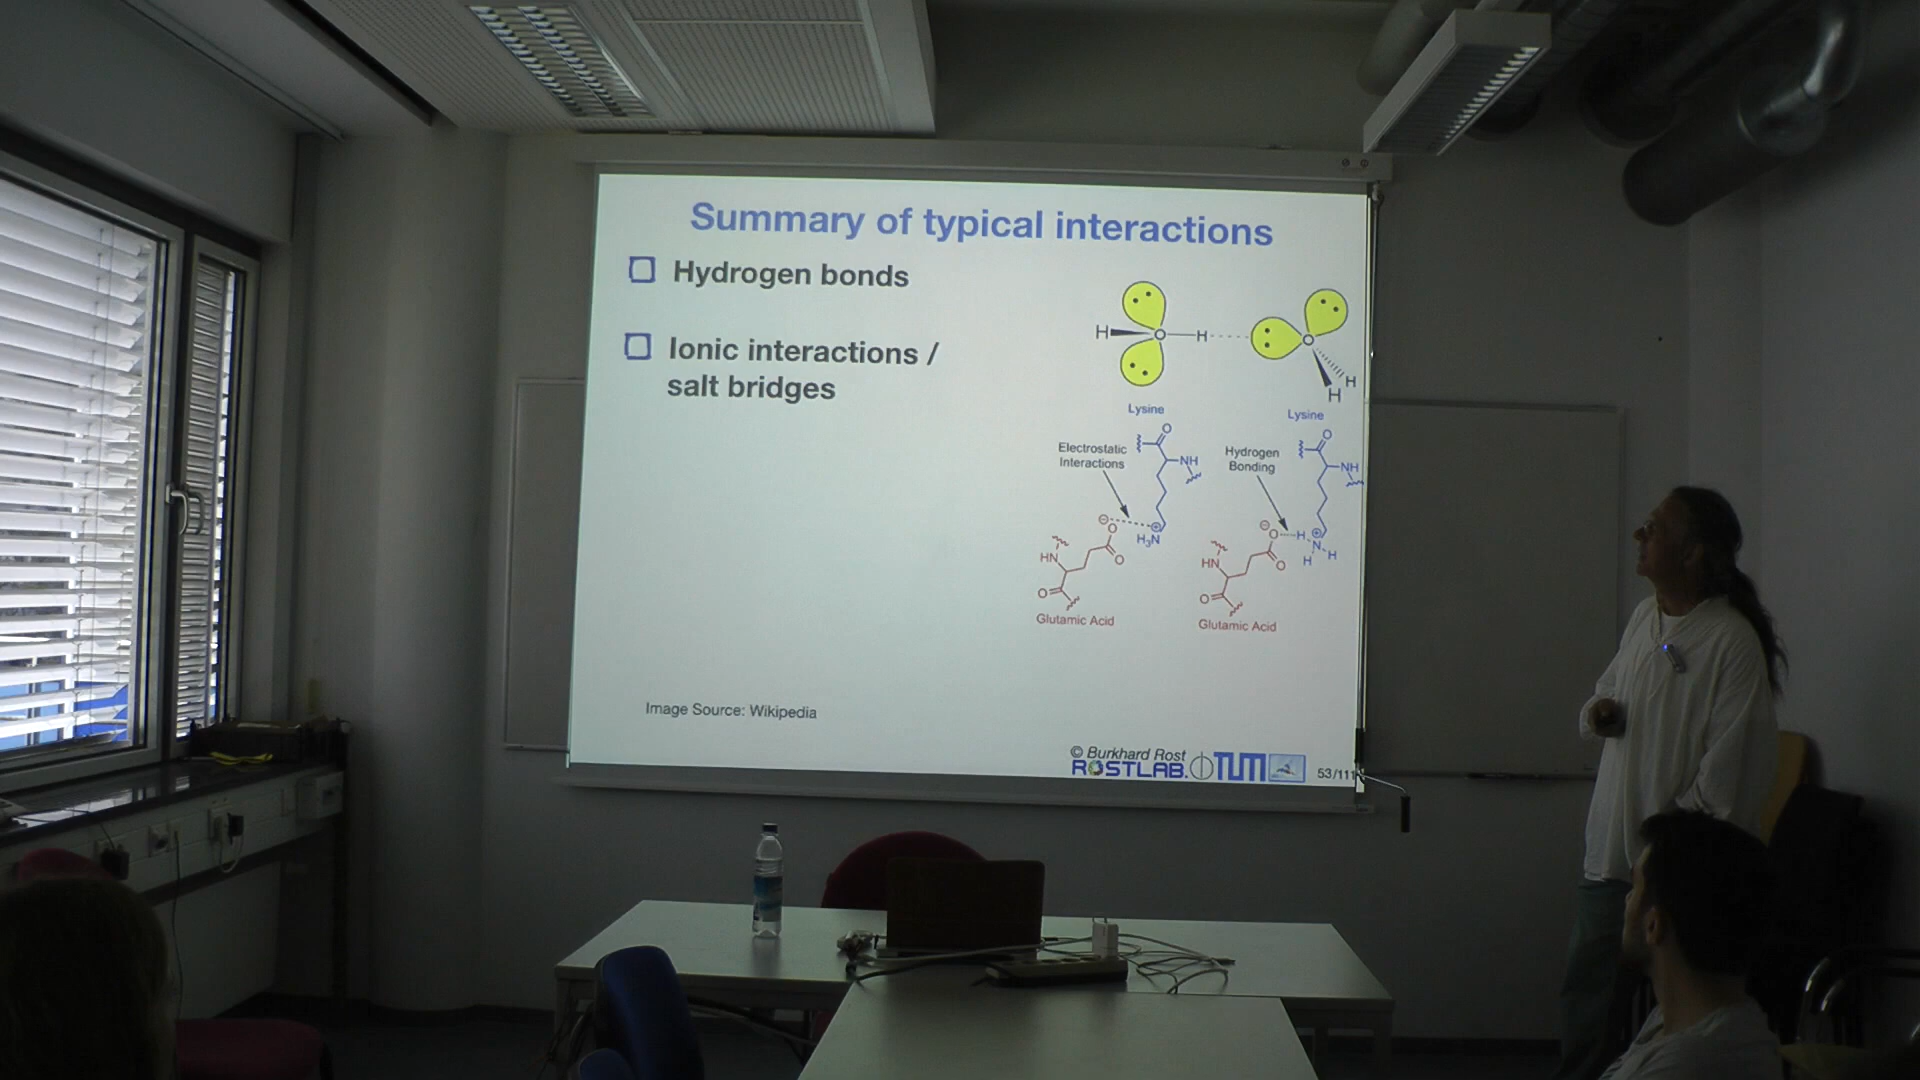 Summary of typical interactions
Hydrogen bonds
Ionic interactions /
salt bridges
H
O
H
O
H
H
Lysine
Lysine
Electrostatic
Interactions
Hydrogen
Bonding
O
NH
O
NH
⊖
O
⊕
H₃N
O
HN
O
Glutamic Acid
⊖
O
H
⊕
N
H
H
O
HN
O
Glutamic Acid
Image Source: Wikipedia
© Burkhard Rost
ROSTLAB.
TUM
53/111